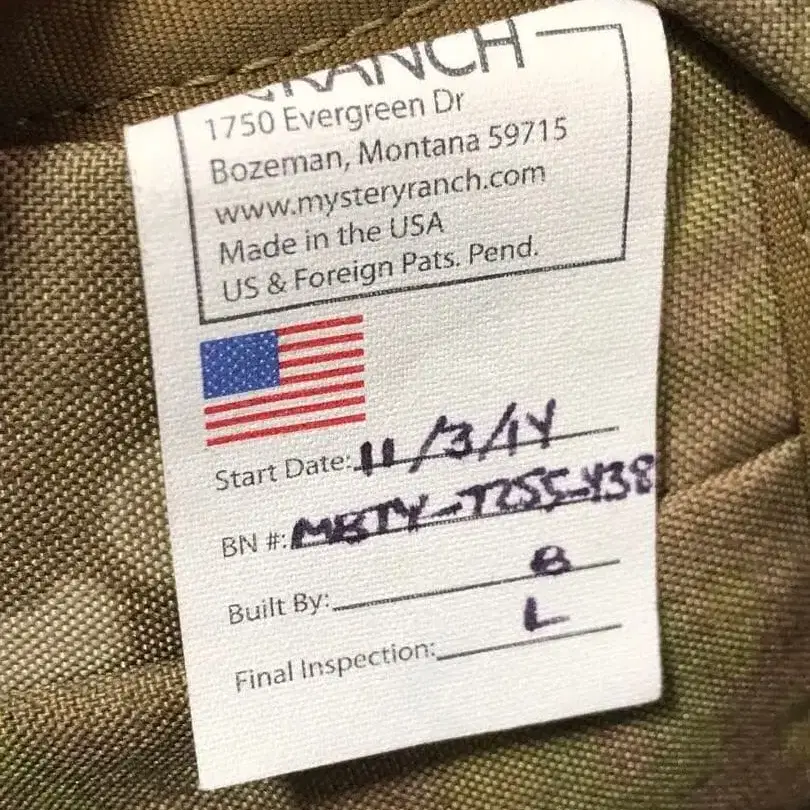 RANCH
1750 Evergreen Dr
Bozeman, Montana 59715
www.mysteryranch.com
Made in the USA
US & Foreign Pats. Pend.
Start Date: 11/3/14
BN #:
Built By: B
Final Inspection: L